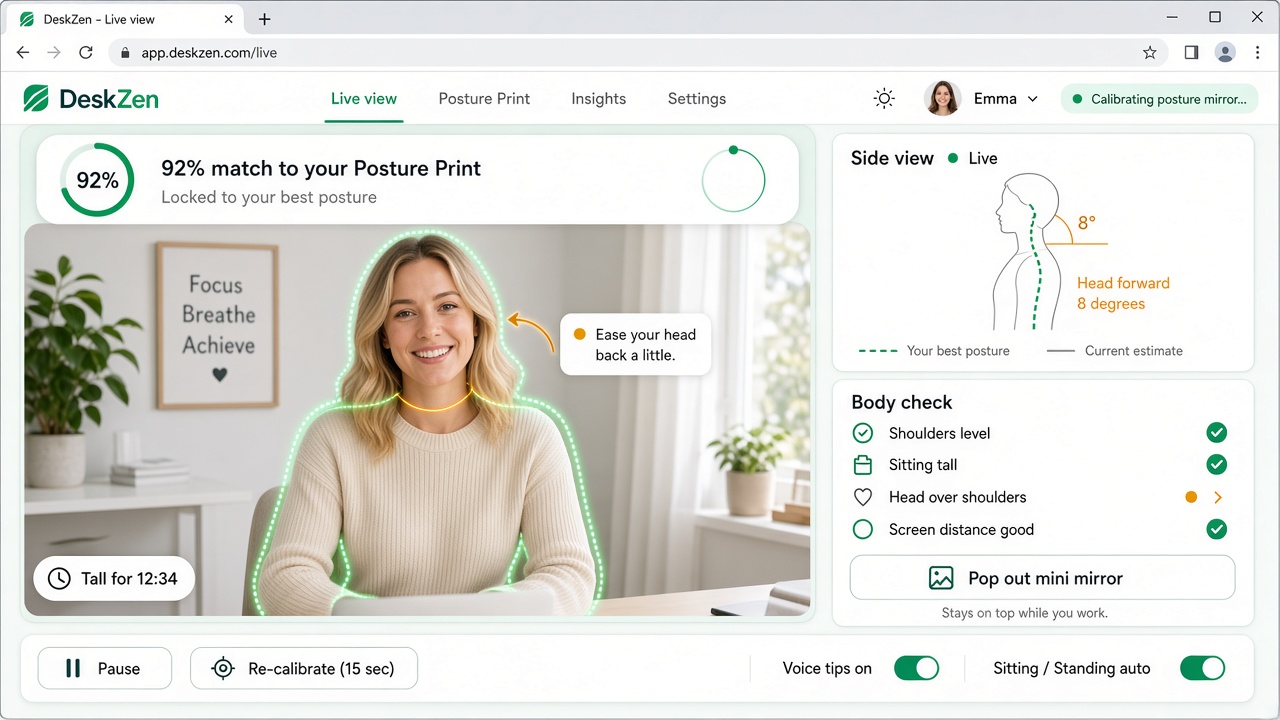 DeskZen – Live view
app.deskzen.com/live
DeskZen
Live view
Posture Print
Insights
Settings
Emma
Calibrating posture mirror...
92%
92% match to your Posture Print
Locked to your best posture
Focus
Breathe
Achieve
Ease your head
back a little.
Tall for 12:34
Side view
Live
8°
Head forward
8 degrees
Your best posture
Current estimate
Body check
Shoulders level
Sitting tall
Head over shoulders
Screen distance good
Pop out mini mirror
Stays on top while you work.
Pause
Re-calibrate (15 sec)
Voice tips on
Sitting / Standing auto